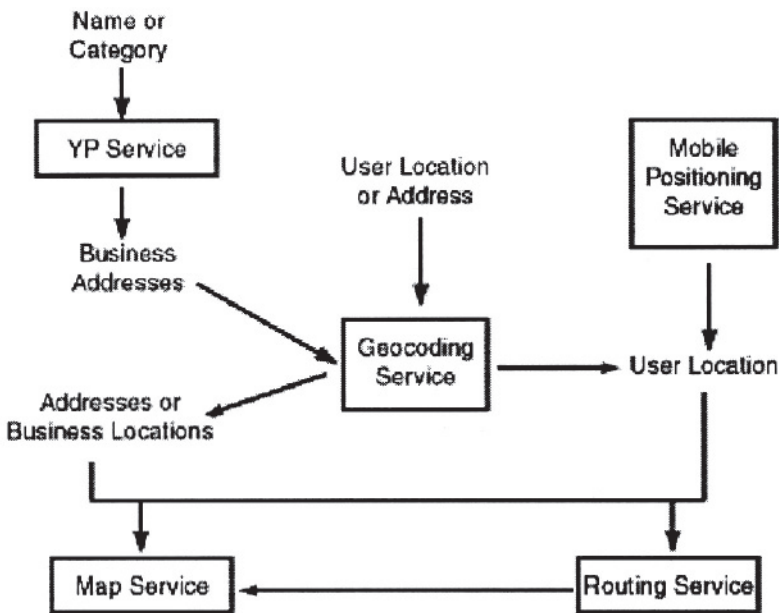 Name or
Category
YP Service
User Location
or Address
Mobile
Positioning
Service
Business
Addresses
Geocoding
Service
User Location
Addresses or
Business Locations
Map Service
Routing Service